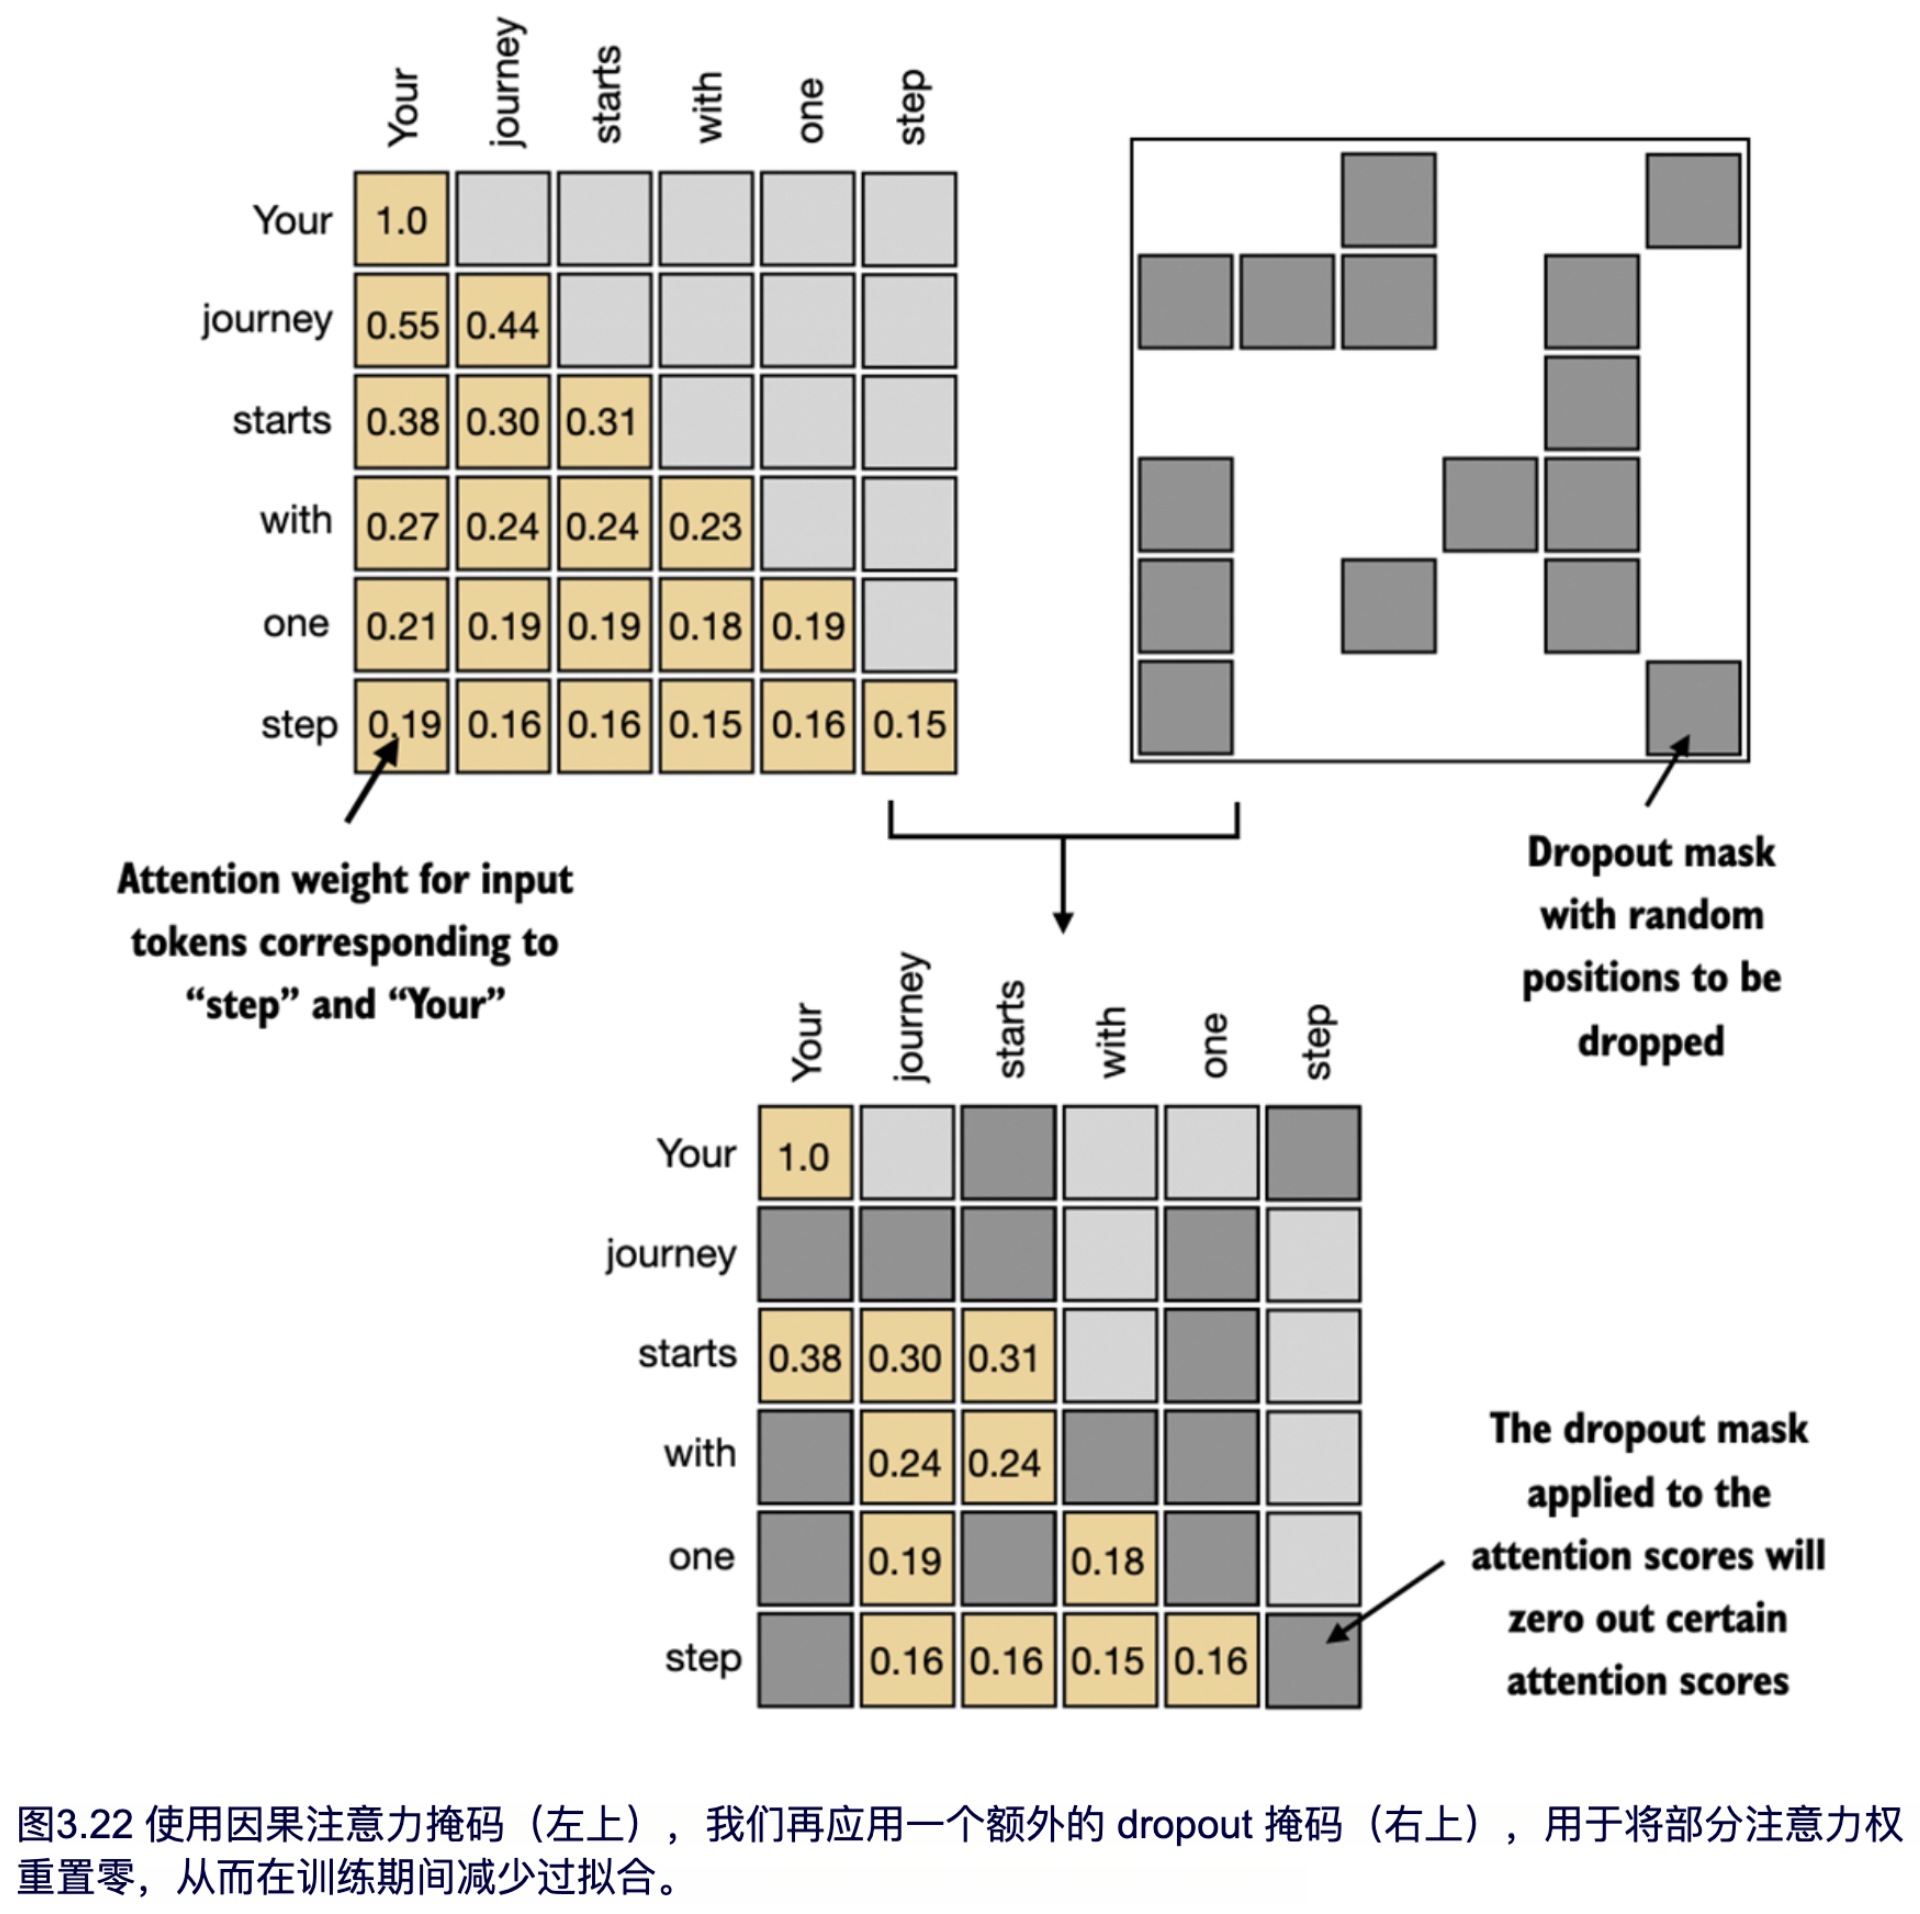 Your journey starts with one step
Your 1.0
journey 0.55 0.44
starts 0.38 0.30 0.31
with 0.27 0.24 0.24 0.23
one 0.21 0.19 0.19 0.18 0.19
step 0.19 0.16 0.16 0.15 0.16 0.15
Attention weight for input
tokens corresponding to
“step” and “Your”
Dropout mask
with random
positions to be
dropped
Your journey starts with one step
Your 1.0
journey
starts 0.38 0.30 0.31
with 0.24 0.24
one 0.19 0.18
step 0.16 0.16 0.15 0.16
The dropout mask
applied to the
attention scores will
zero out certain
attention scores
图3.22 使用因果注意力掩码（左上），我们再应用一个额外的 dropout 掩码（右上），用于将部分注意力权
重置零，从而在训练期间减少过拟合。